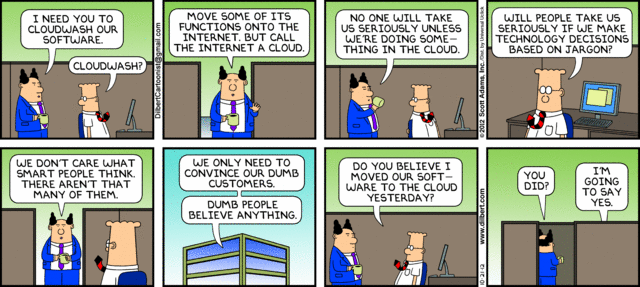 I NEED YOU TO
CLOUDWASH OUR
SOFTWARE.
CLOUDWASH?
DilbertCartoonist@gmail.com
MOVE SOME OF ITS
FUNCTIONS ONTO THE
INTERNET. BUT CALL
THE INTERNET A CLOUD.
NO ONE WILL TAKE
US SERIOUSLY UNLESS
WE'RE DOING SOME-
THING IN THE CLOUD.
©2012 Scott Adams, Inc. /Dist. by Universal Uclick
WILL PEOPLE TAKE US
SERIOUSLY IF WE MAKE
TECHNOLOGY DECISIONS
BASED ON JARGON?
WE DON'T CARE WHAT
SMART PEOPLE THINK.
THERE AREN'T THAT
MANY OF THEM.
WE ONLY NEED TO
CONVINCE OUR DUMB
CUSTOMERS.
DUMB PEOPLE
BELIEVE ANYTHING.
DO YOU BELIEVE I
MOVED OUR SOFT-
WARE TO THE CLOUD
YESTERDAY?
10-21-12 www.dilbert.com
YOU
DID?
I'M
GOING
TO SAY
YES.